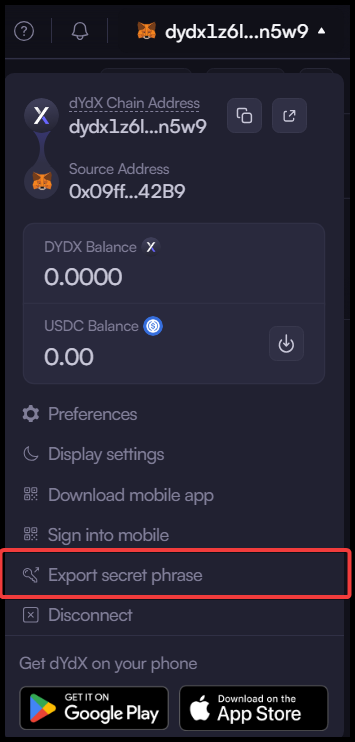 dydx1z6l...n5w9
dYdX Chain Address
dydx1z6l...n5w9
Source Address
0x09ff...42B9
DYDX Balance
0.0000
USDC Balance
0.00
Preferences
Display settings
Download mobile app
Sign into mobile
Export secret phrase
Disconnect
Get dYdX on your phone
GET IT ON
Google Play
Download on the
App Store